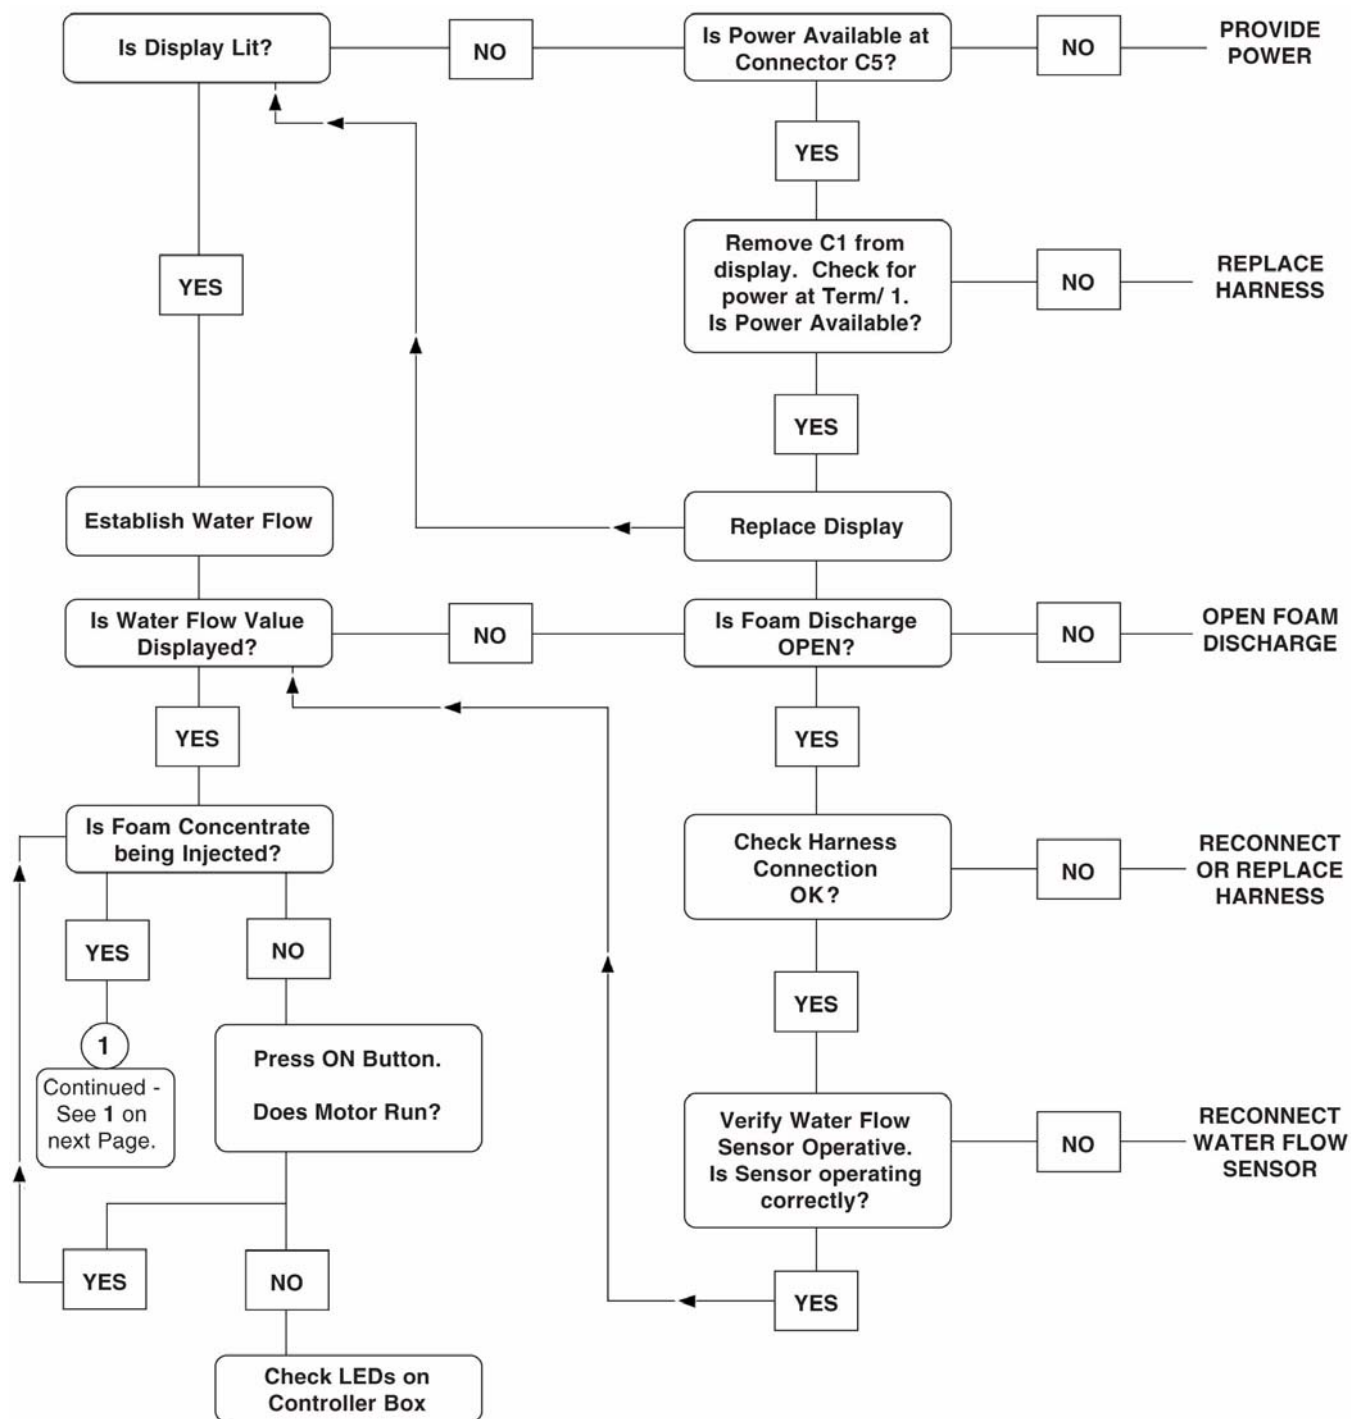 Is Display Lit?
NO
Is Power Available at
Connector C5?
NO
PROVIDE
POWER
YES
Remove C1 from
display. Check for
power at Term/ 1.
Is Power Available?
NO
REPLACE
HARNESS
YES
YES
Establish Water Flow
Replace Display
Is Water Flow Value
Displayed?
NO
Is Foam Discharge
OPEN?
NO
OPEN FOAM
DISCHARGE
YES
YES
Is Foam Concentrate
being Injected?
Check Harness
Connection
OK?
NO
RECONNECT
OR REPLACE
HARNESS
YES
NO
YES
1
Continued -
See 1 on
next Page.
Press ON Button.
Does Motor Run?
Verify Water Flow
Sensor Operative.
Is Sensor operating
correctly?
NO
RECONNECT
WATER FLOW
SENSOR
YES
NO
YES
Check LEDs on
Controller Box